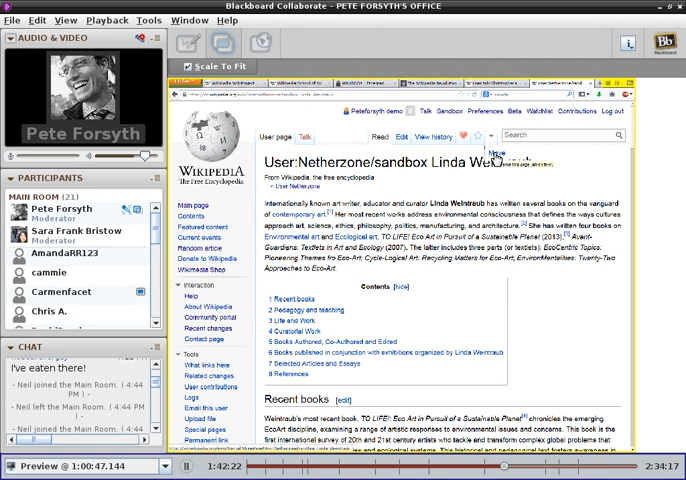 Blackboard Collaborate - PETE FORSYTH'S OFFICE
File Edit View Playback Tools Window Help
AUDIO & VIDEO
Pete Forsyth
PARTICIPANTS
MAIN ROOM (21)
Pete Forsyth
Moderator
Sara Frank Bristow
Moderator
AmandaRR123
cammie
Carmenfacet
Chris A.
CHAT
I've eaten there!
- Neil joined the Main Room. ( 4:44
PM ) -
- Neil left the Main Room. ( 4:44
PM ) -
- Neil joined the Main Room. ( 4:44
Scale To Fit
Bb
Peteforsyth demo 0 Talk Sandbox Preferences Beta Watchlist Contributions Log out
User page Talk Read Edit View history Search
Move
WIKIPEDIA
The Free Encyclopedia
Main page
Contents
Featured content
Current events
Random article
Donate to Wikipedia
Wikimedia Shop
Interaction
Help
About Wikipedia
Community portal
Recent changes
Contact page
Tools
What links here
Related changes
User contributions
Logs
Email this user
Upload file
Special pages
Permanent link
User:Netherzone/sandbox Linda Weintraub
From Wikipedia, the free encyclopedia
< User:Netherzone
Internationally known art writer, educator and curator Linda Weintraub has written several books on the vanguard
of contemporary art.[1] Her most recent works address environmental consciousness that defines the ways cultures
approach art, science, ethics, philosophy, politics, manufacturing, and architecture.[2] She has written four books on
Environmental art and Ecological art, TO LIFE! Eco Art in Pursuit of a Sustainable Planet (2013),[3] Avant-
Guardians: Textlets in Art and Ecology (2007). The latter includes three parts (or textlets): EcoCentric Topics:
Pioneering Themes fro Eco-Art, Cycle-Logical Art: Recycling Matters for Eco-Art, EnvironMentalities: Twenty-Two
Approaches to Eco-Art.
Contents [hide]
1 Recent books
2 Pedagogy and teaching
3 Life and Work
4 Curatorial Work
5 Books Authored, Co-Authored and Edited
6 Books published in conjunction with exhibitions organized by Linda Weintraub
7 Selected Articles and Essays
8 References
Recent books [edit]
Weintraub's most recent book, TO LIFE! Eco Art in Pursuit of a Sustainable Planet[4] chronicles the emerging
EcoArt discipline, examining a range of artistic responses to environmental issues and concerns. This book is the
first international survey of 20th and 21st century artists who tackle and transform complex global problems that
Preview @ 1:00:47.144
1:42:22
2:34:17